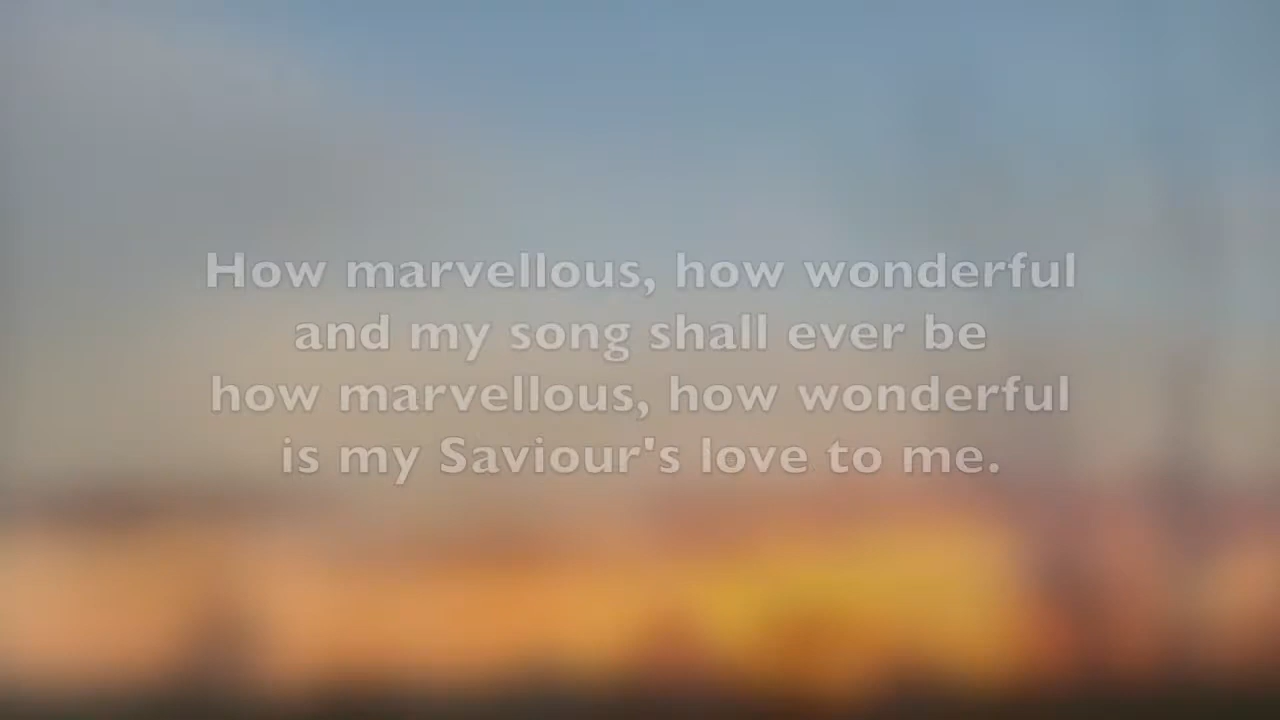 How marvellous, how wonderful
and my song shall ever be
how marvellous, how wonderful
is my Saviour's love to me.